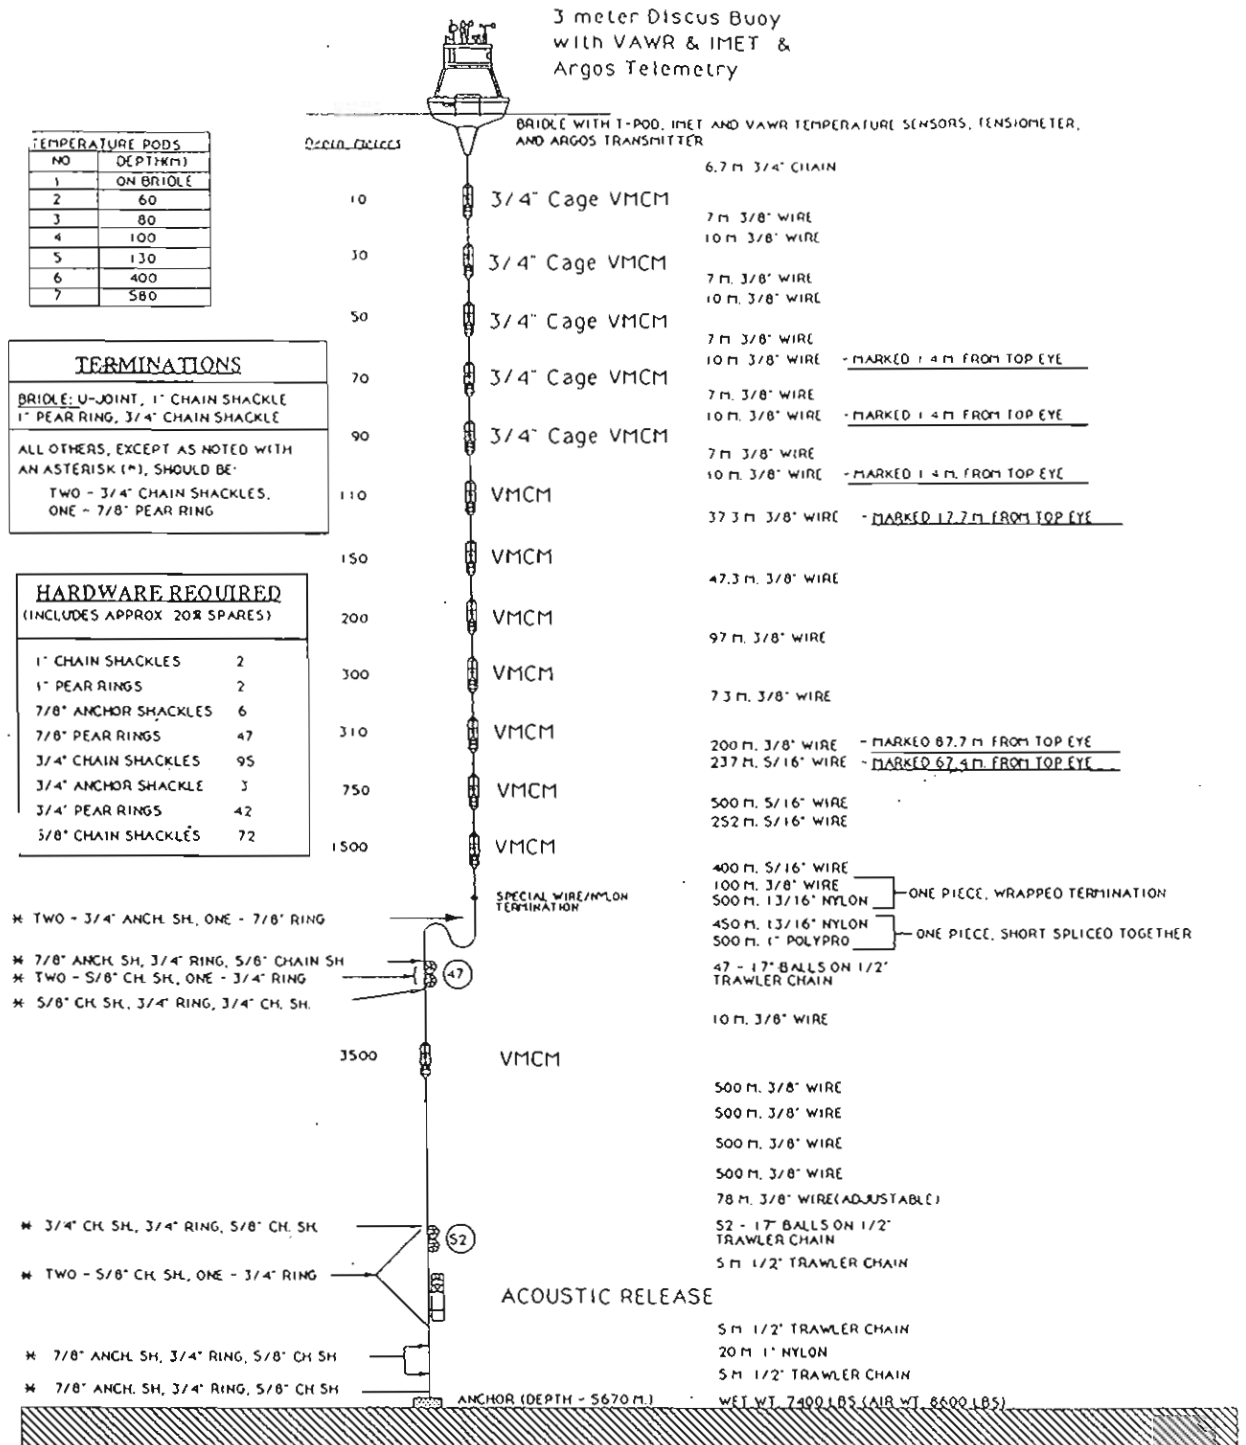 3 meter Discus Buoy
with VAWR & IMET &
Argos Telemetry
BRIDLE WITH T-POD, IMET AND VAWR TEMPERATURE SENSORS, TENSIOMETER,
AND ARGOS TRANSMITTER
TEMPERATURE PODS
NO DEPTH(M)
1 ON BRIDLE
2 60
3 80
4 100
5 130
6 400
7 580
6.7 M 3/4" CHAIN
10 3/4" Cage VMCM
7 M 3/8" WIRE
10 M 3/8" WIRE
30 3/4" Cage VMCM
7 M. 3/8" WIRE
10 M. 3/8" WIRE
50 3/4" Cage VMCM
7 M 3/8" WIRE
10 M 3/8" WIRE - MARKED 1 4 M FROM TOP EYE
70 3/4" Cage VMCM
7 M. 3/8" WIRE
10 M. 3/8" WIRE - MARKED 1 4 M FROM TOP EYE
90 3/4" Cage VMCM
7 M 3/8" WIRE
10 M 3/8" WIRE - MARKED 1 4 M. FROM TOP EYE
110 VMCM
37 3 M 3/8" WIRE - MARKED 17.7 M FROM TOP EYE
150 VMCM
47.3 M. 3/8" WIRE
200 VMCM
97 M. 3/8" WIRE
300 VMCM
7 3 M. 3/8" WIRE
310 VMCM
200 M. 3/8" WIRE - MARKED 87.7 M FROM TOP EYE
237 M. 5/16" WIRE - MARKED 67.4 M. FROM TOP EYE
750 VMCM
500 M. 5/16" WIRE
252 M. 5/16" WIRE
1500 VMCM
400 M. 5/16" WIRE
100 M. 3/8" WIRE
500 M. 13/16" NYLON
ONE PIECE, WRAPPED TERMINATION
450 M. 13/16" NYLON
500 M. 1" POLYPRO
ONE PIECE, SHORT SPLICED TOGETHER
TERMINATIONS
BRIDLE: U-JOINT, 1" CHAIN SHACKLE
1" PEAR RING, 3/4" CHAIN SHACKLE
ALL OTHERS, EXCEPT AS NOTED WITH
AN ASTERISK (*), SHOULD BE:
TWO - 3/4" CHAIN SHACKLES,
ONE - 7/8" PEAR RING
HARDWARE REQUIRED
(INCLUDES APPROX 20% SPARES)
1" CHAIN SHACKLES 2
1" PEAR RINGS 2
7/8" ANCHOR SHACKLES 6
7/8" PEAR RINGS 47
3/4" CHAIN SHACKLES 95
3/4" ANCHOR SHACKLE 3
3/4" PEAR RINGS 42
5/8" CHAIN SHACKLES 72
SPECIAL WIRE/NYLON
TERMINATION
* TWO - 3/4" ANCH. SH., ONE - 7/8" RING
* 7/8" ANCH. SH, 3/4" RING, 5/8" CHAIN SH
* TWO - 5/8" CH. SH., ONE - 3/4" RING
* 5/8" CH. SH., 3/4" RING, 3/4" CH. SH.
47
47 - 17" BALLS ON 1/2"
TRAWLER CHAIN
10 M. 3/8" WIRE
3500 VMCM
500 M. 3/8" WIRE
500 M. 3/8" WIRE
500 M. 3/8" WIRE
500 M. 3/8" WIRE
78 M. 3/8" WIRE(ADJUSTABLE)
* 3/4" CH. SH., 3/4" RING, 5/8" CH. SH.
52
52 - 17" BALLS ON 1/2"
TRAWLER CHAIN
5 M 1/2" TRAWLER CHAIN
* TWO - 5/8" CH. SH., ONE - 3/4" RING
ACOUSTIC RELEASE
5 M 1/2" TRAWLER CHAIN
20 M 1" NYLON
5 M 1/2" TRAWLER CHAIN
* 7/8" ANCH. SH, 3/4" RING, 5/8" CH SH
* 7/8" ANCH. SH, 3/4" RING, 5/8" CH SH
ANCHOR (DEPTH - 5670 M.)
WET WT. 7400 LBS (AIR WT. 8600 LBS)